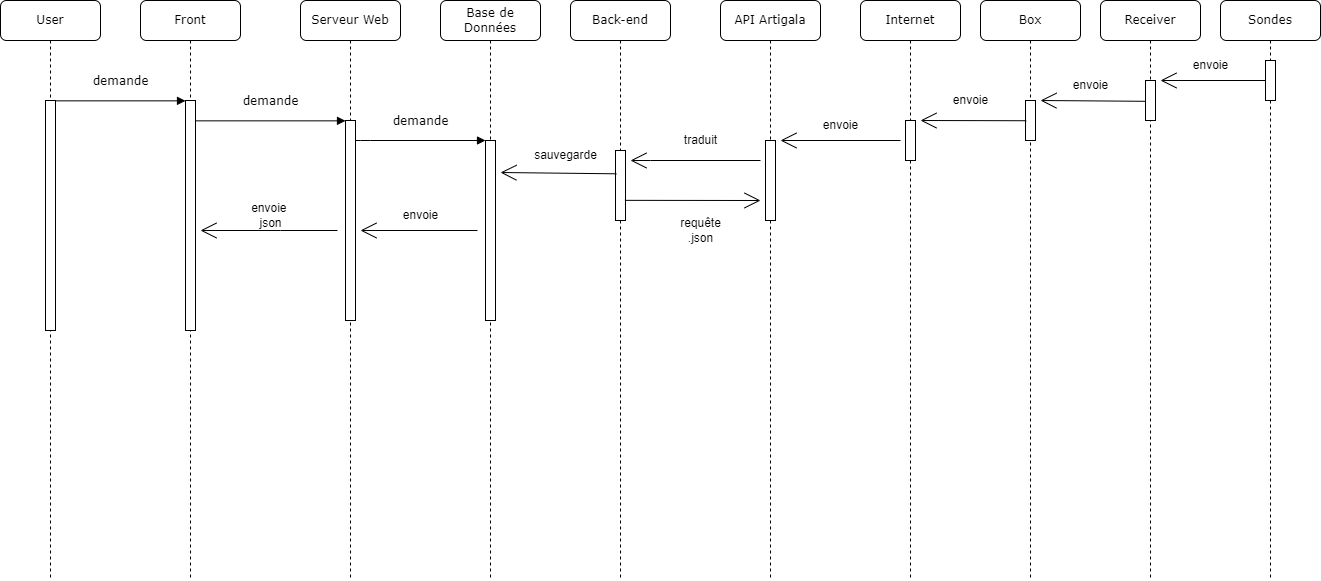 User
Front
Serveur Web
Base de
Données
Back-end
API Artigala
Internet
Box
Receiver
Sondes
envoie
demande
envoie
demande
envoie
demande
envoie
traduit
sauvegarde
envoie
json
envoie
requête
.json